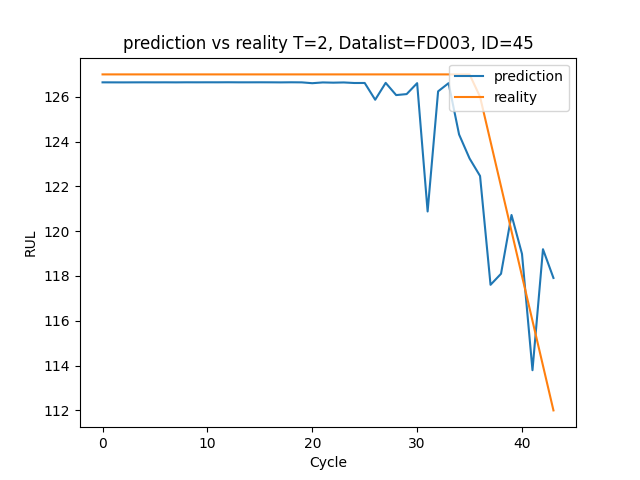 prediction vs reality T=2, Datalist=FD003, ID=45
prediction
reality
126
124
122
120
118
116
114
112
RUL
0 10 20 30 40
Cycle